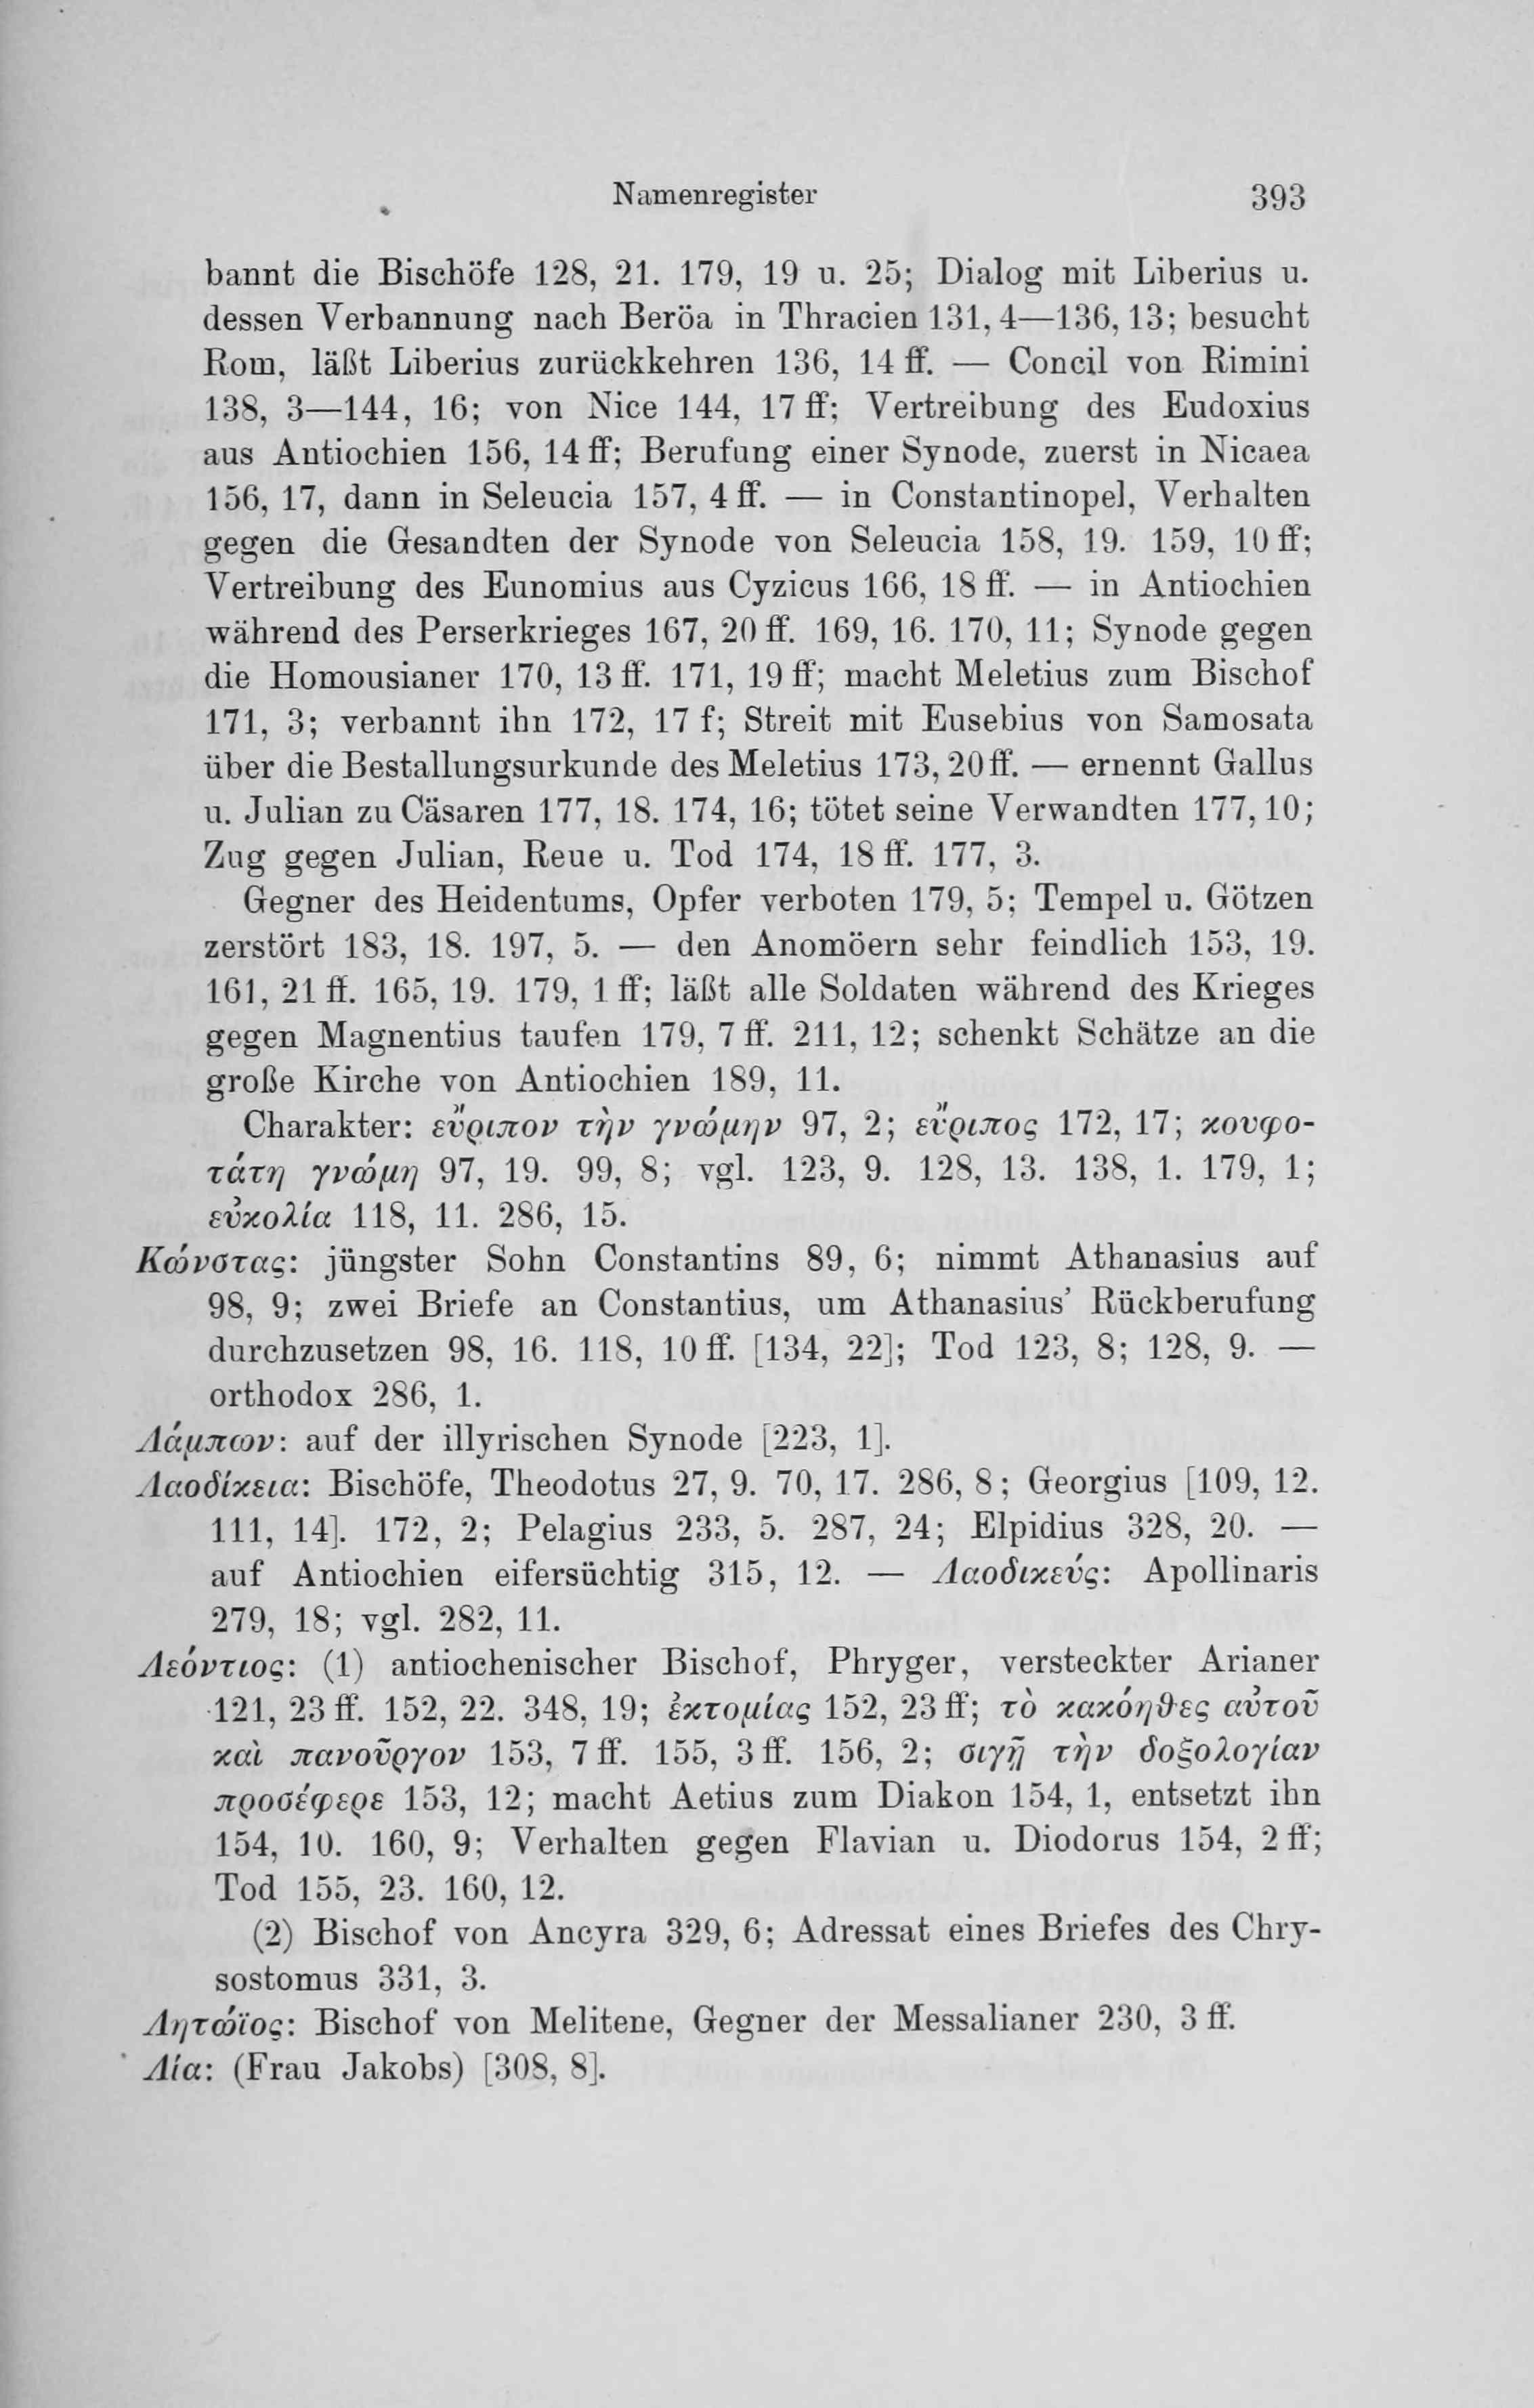 Namenregister 393
bannt die Bischöfe 128, 21. 179, 19 u. 25; Dialog mit Liberius u.
dessen Verbannung nach Beröa in Thracien 131, 4—136, 13; besucht
Rom, läßt Liberius zurückkehren 136, 14 ff. — Concil von Rimini
138, 3—144, 16; von Nice 144, 17 ff; Vertreibung des Eudoxius
aus Antiochien 156, 14 ff; Berufung einer Synode, zuerst in Nicaea
156, 17, dann in Seleucia 157, 4 ff. — in Constantinopel, Verhalten
gegen die Gesandten der Synode von Seleucia 158, 19. 159, 10 ff;
Vertreibung des Eunomius aus Cyzicus 166, 18 ff. — in Antiochien
während des Perserkrieges 167, 20 ff. 169, 16. 170, 11; Synode gegen
die Homousianer 170, 13 ff. 171, 19 ff; macht Meletius zum Bischof
171, 3; verbannt ihn 172, 17 f; Streit mit Eusebius von Samosata
über die Bestallungsurkunde des Meletius 173, 20 ff. — ernennt Gallus
u. Julian zu Cäsaren 177, 18. 174, 16; tötet seine Verwandten 177, 10;
Zug gegen Julian, Reue u. Tod 174, 18 ff. 177, 3.
Gegner des Heidentums, Opfer verboten 179, 5; Tempel u. Götzen
zerstört 183, 18. 197, 5. — den Anomöern sehr feindlich 153, 19.
161, 21 ff. 165, 19. 179, 1 ff; läßt alle Soldaten während des Krieges
gegen Magnentius taufen 179, 7 ff. 211, 12; schenkt Schätze an die
große Kirche von Antiochien 189, 11.
Charakter: εὔριπον τὴν γνώμην 97, 2; εὔριπος 172, 17; κουφο-
τάτη γνώμη 97, 19. 99, 8; vgl. 123, 9. 128, 13. 138, 1. 179, 1;
εὐκολία 118, 11. 286, 15.
Κώνστας: jüngster Sohn Constantins 89, 6; nimmt Athanasius auf
98, 9; zwei Briefe an Constantius, um Athanasius’ Rückberufung
durchzusetzen 98, 16. 118, 10 ff. [134, 22]; Tod 123, 8; 128, 9. —
orthodox 286, 1.
Λάμπων: auf der illyrischen Synode [223, 1].
Λαοδίκεια: Bischöfe, Theodotus 27, 9. 70, 17. 286, 8; Georgius [109, 12.
111, 14]. 172, 2; Pelagius 233, 5. 287, 24; Elpidius 328, 20. —
auf Antiochien eifersüchtig 315, 12. — Λαοδικεύς: Apollinaris
279, 18; vgl. 282, 11.
Λεόντιος: (1) antiochenischer Bischof, Phryger, versteckter Arianer
121, 23 ff. 152, 22. 348, 19; ἐκτομίας 152, 23 ff; τὸ κακόηθες αὐτοῦ
καὶ πανοῦργον 153, 7 ff. 155, 3 ff. 156, 2; σιγῇ τὴν δοξολογίαν
προσέφερε 153, 12; macht Aetius zum Diakon 154, 1, entsetzt ihn
154, 10. 160, 9; Verhalten gegen Flavian u. Diodorus 154, 2 ff;
Tod 155, 23. 160, 12.
(2) Bischof von Ancyra 329, 6; Adressat eines Briefes des Chry-
sostomus 331, 3.
Λητώϊος: Bischof von Melitene, Gegner der Messalianer 230, 3 ff.
Λία: (Frau Jakobs) [308, 8].